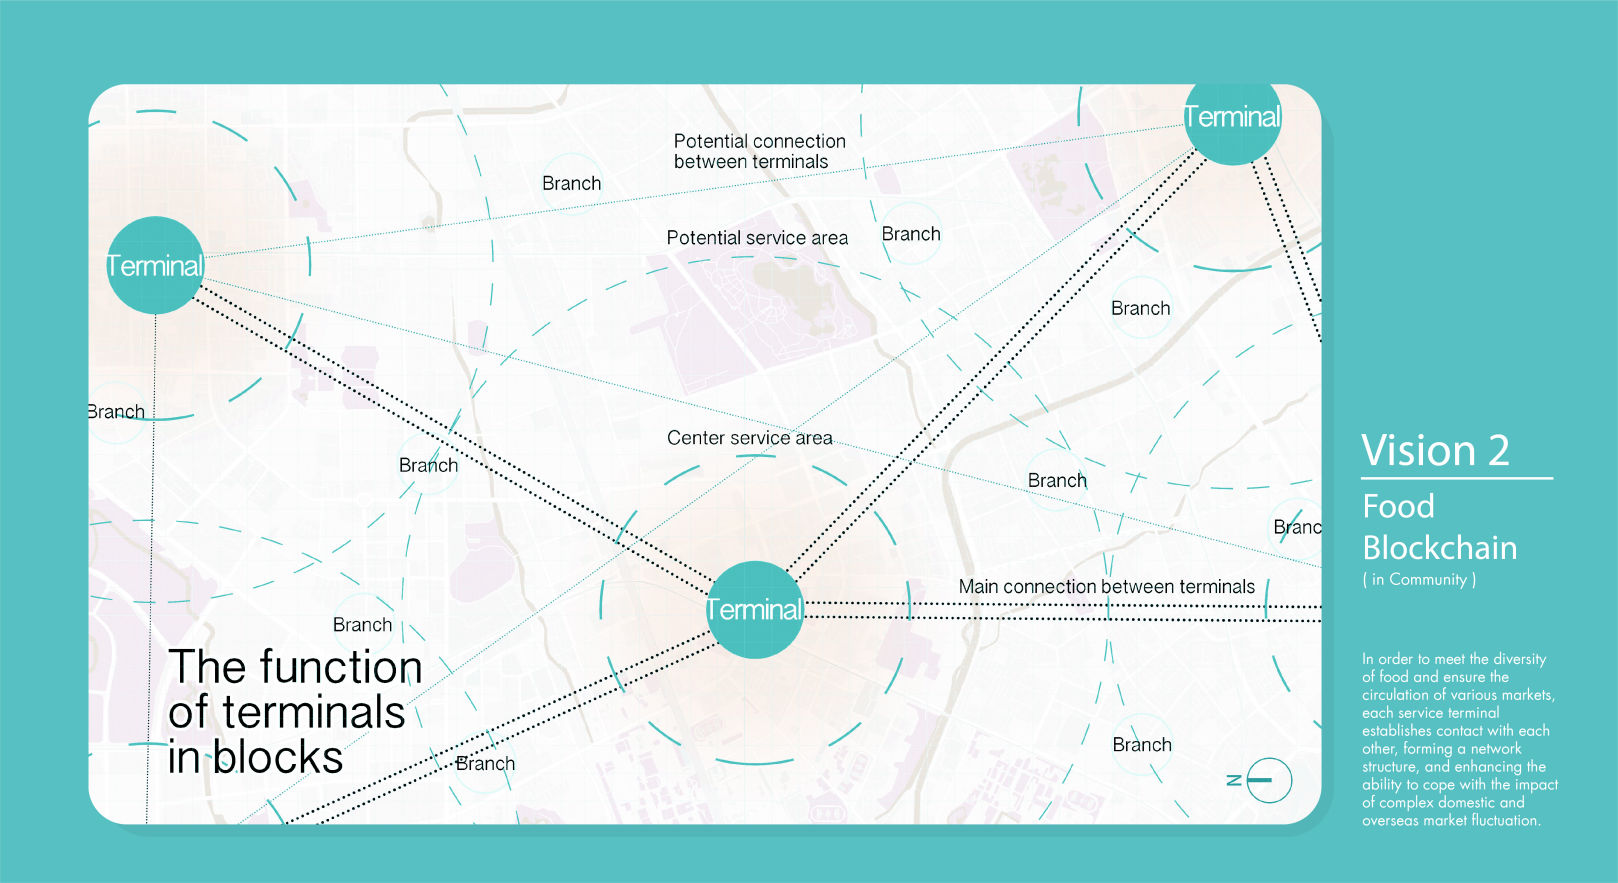 Terminal
Potential connection
between terminals
Branch
Potential service area
Branch
Terminal
Branch
Branch
Center service area
Branch
Branch
Branc
Main connection between terminals
Terminal
Branch
The function
of terminals
in blocks
Branch
Branch
N
Vision 2
Food
Blockchain
( in Community )
In order to meet the diversity
of food and ensure the
circulation of various markets,
each service terminal
establishes contact with each
other, forming a network
structure, and enhancing the
ability to cope with the impact
of complex domestic and
overseas market fluctuation.